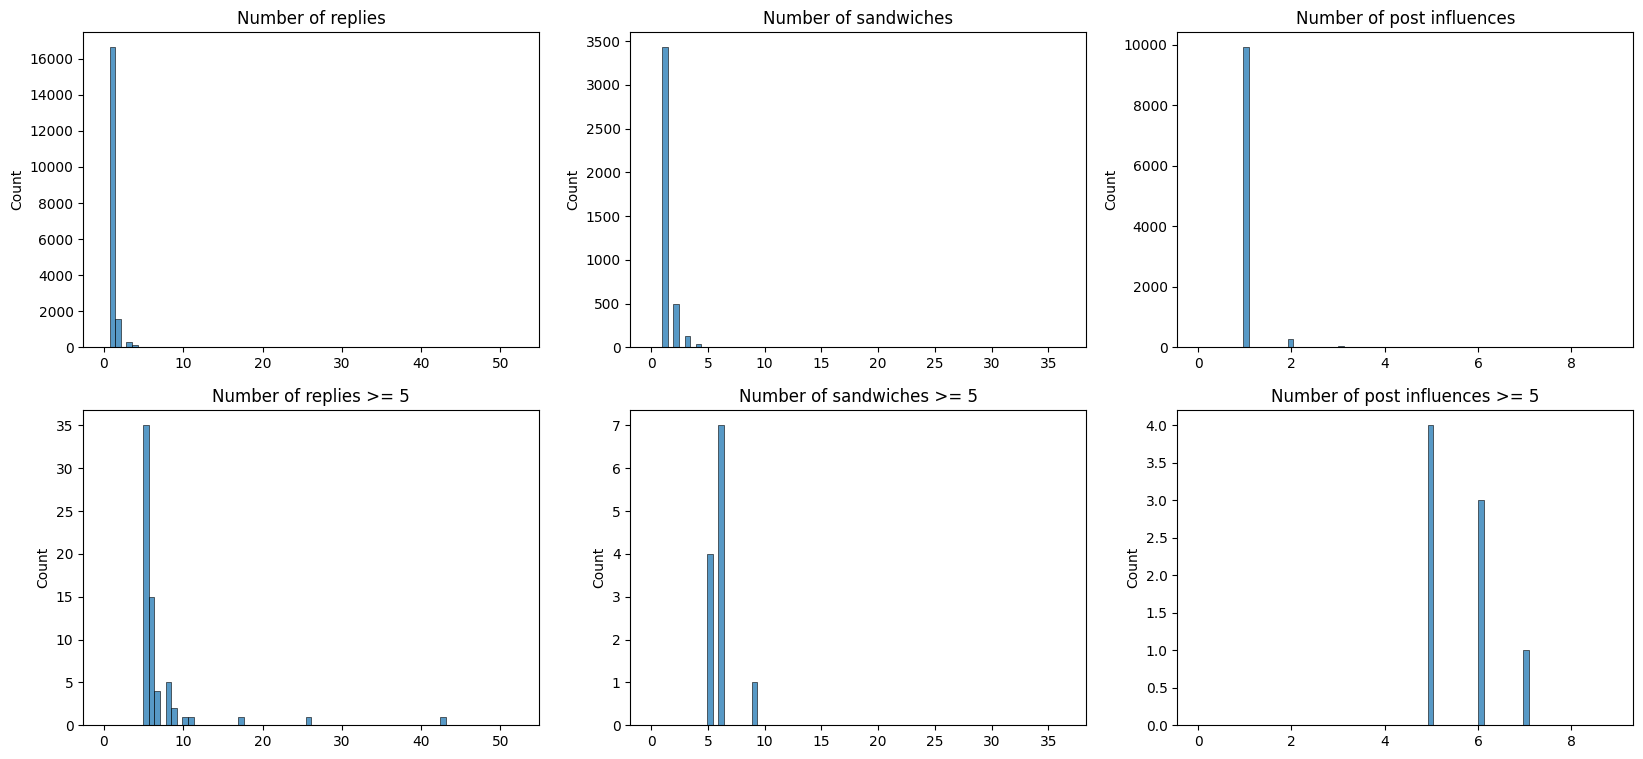 Number of replies
Count
16000
14000
12000
10000
8000
6000
4000
2000
0
0 10 20 30 40 50
Number of sandwiches
Count
3500
3000
2500
2000
1500
1000
500
0
0 5 10 15 20 25 30 35
Number of post influences
Count
10000
8000
6000
4000
2000
0
0 2 4 6 8
Number of replies >= 5
Count
35
30
25
20
15
10
5
0
0 10 20 30 40 50
Number of sandwiches >= 5
Count
7
6
5
4
3
2
1
0
0 5 10 15 20 25 30 35
Number of post influences >= 5
Count
4.0
3.5
3.0
2.5
2.0
1.5
1.0
0.5
0.0
0 2 4 6 8